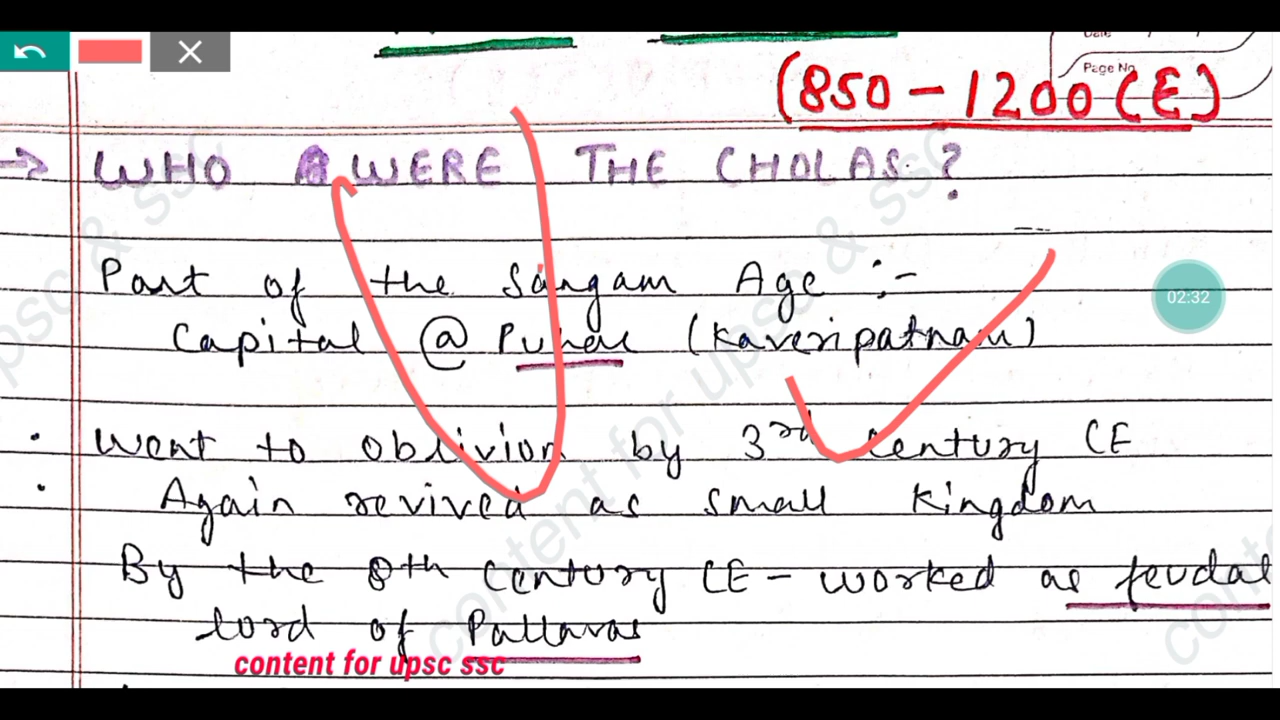 Date / /
Page No.
(850 - 1200 CE)
→ WHO WERE THE CHOLAS?
Part of the Sangam Age :-
Capital @ Puhar (Kaveripatnam)
• Went to oblivion by 3rd century CE
• Again revived as small Kingdom
By the 8th century CE - worked as feudal
lord of Pallavas
content for upsc ssc
02:32